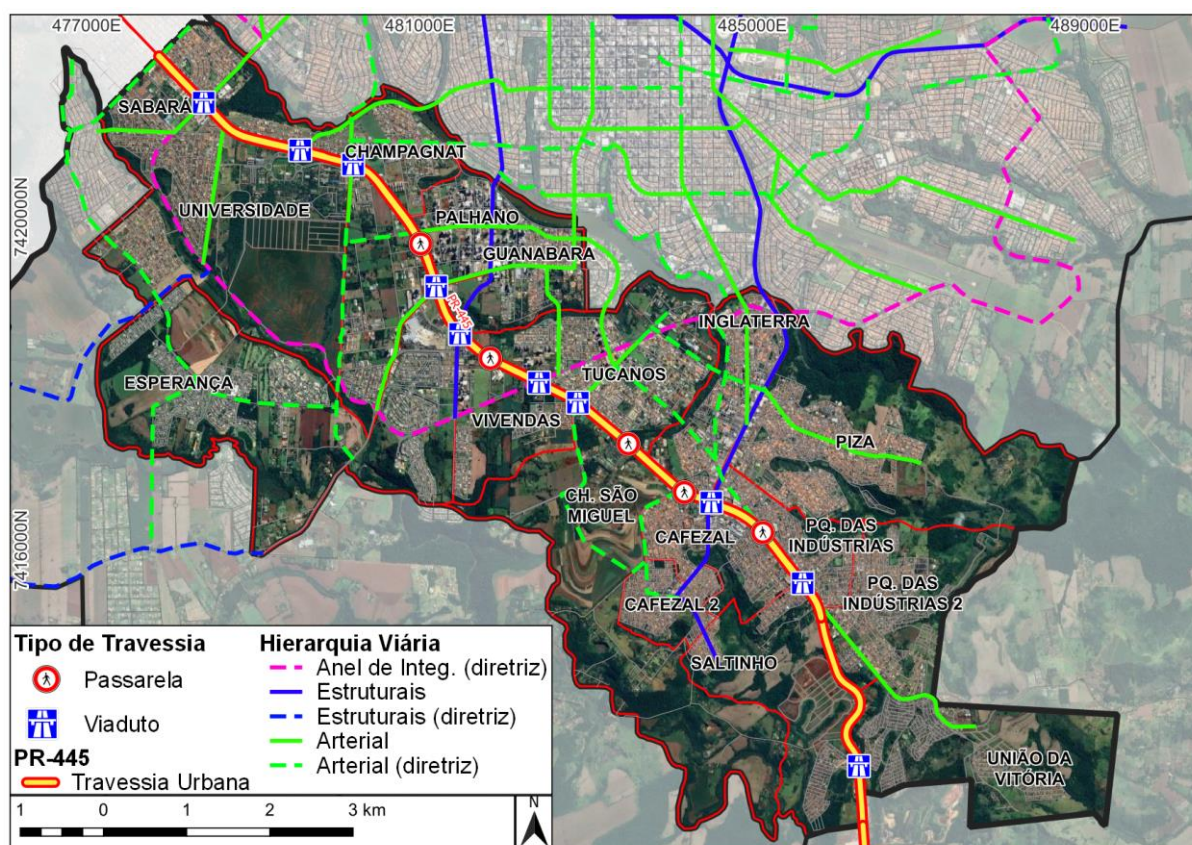 477000E
481000E
485000E
489000E
7420000N
7416000N
SABARÁ
CHAMPAGNAT
UNIVERSIDADE
PALHANO
GUANABARA
PR-445
INGLATERRA
ESPERANÇA
TUCANOS
VIVENDAS
PIZA
CH. SÃO
MIGUEL
CAFEZAL
PQ. DAS
INDÚSTRIAS
CAFEZAL 2
PQ. DAS
INDÚSTRIAS 2
SALTINHO
UNIÃO DA
VITÓRIA
Tipo de Travessia
Passarela
Viaduto
PR-445
Travessia Urbana
Hierarquia Viária
Anel de Integ. (diretriz)
Estruturais
Estruturais (diretriz)
Arterial
Arterial (diretriz)
1 0 1 2 3 km
N